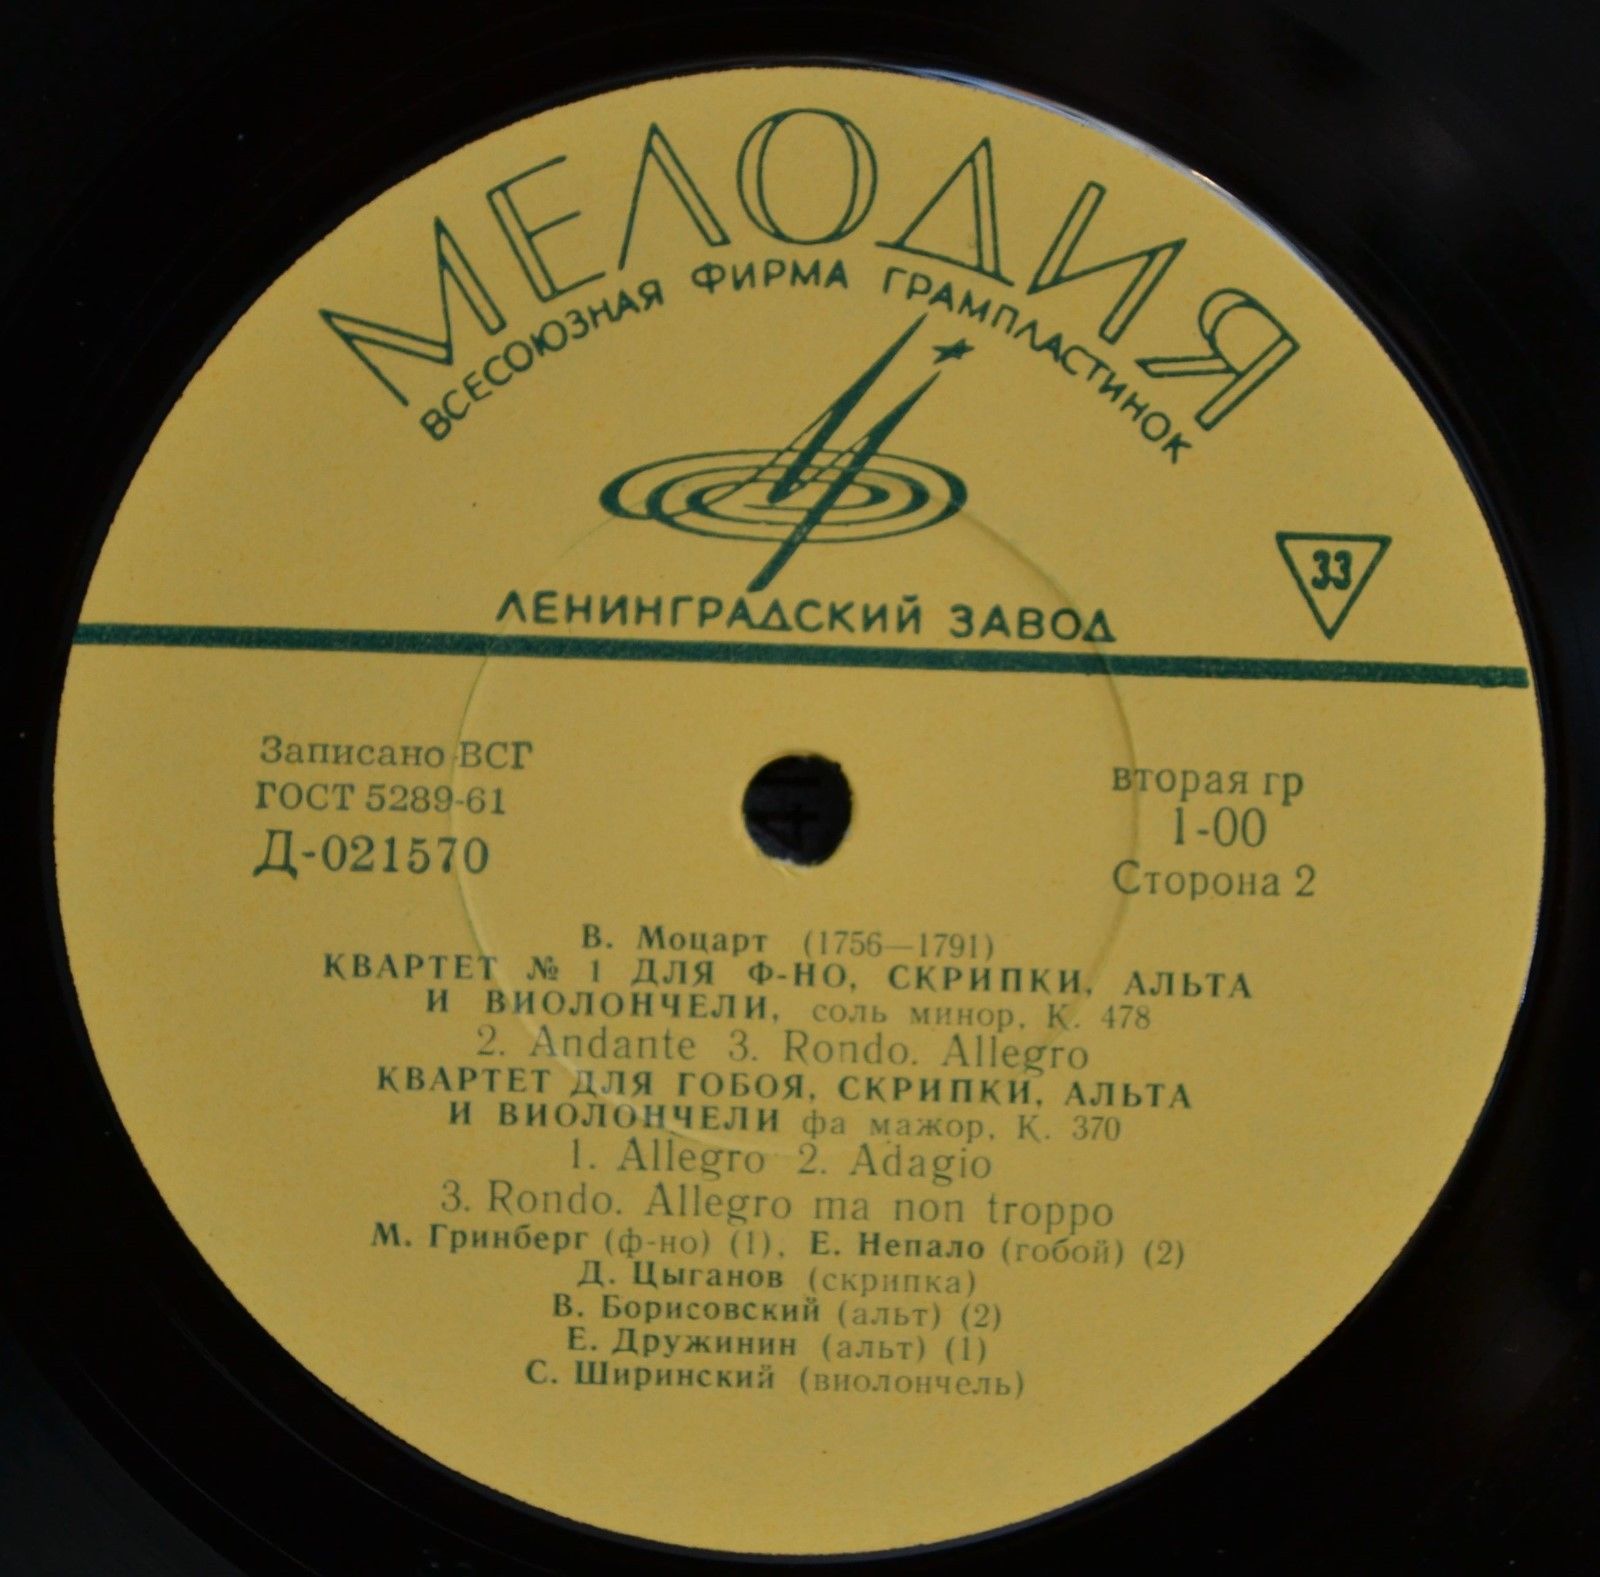 МЕЛОДИЯ
ВСЕСОЮЗНАЯ ФИРМА ГРАМПЛАСТИНОК
33
ЛЕНИНГРАДСКИЙ ЗАВОД
Записано ВСГ
ГОСТ 5289-61
Д-021570
вторая гр
1-00
Сторона 2
В. Моцарт (1756—1791)
КВАРТЕТ № 1 ДЛЯ Ф-НО, СКРИПКИ, АЛЬТА
И ВИОЛОНЧЕЛИ, соль минор, К. 478
2. Andante 3. Rondo. Allegro
КВАРТЕТ ДЛЯ ГОБОЯ, СКРИПКИ, АЛЬТА
И ВИОЛОНЧЕЛИ фа мажор, К. 370
1. Allegro 2. Adagio
3. Rondo. Allegro ma non troppo
М. Гринберг (ф-но) (1), Е. Непало (гобой) (2)
Д. Цыганов (скрипка)
В. Борисовский (альт) (2)
Е. Дружинин (альт) (1)
С. Ширинский (виолончель)